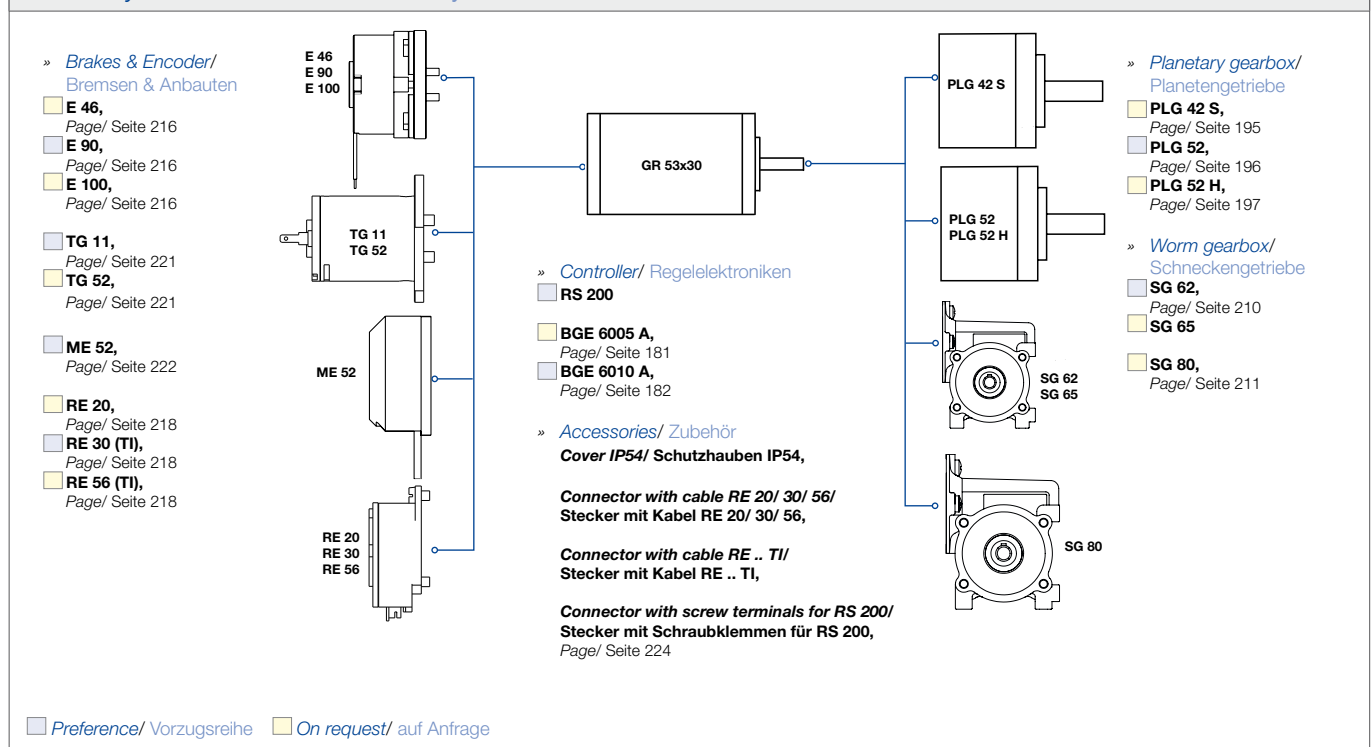 » Brakes & Encoder/
Bremsen & Anbauten
E 46,
Page/ Seite 216
E 90,
Page/ Seite 216
E 100,
Page/ Seite 216
TG 11,
Page/ Seite 221
TG 52,
Page/ Seite 221
ME 52,
Page/ Seite 222
RE 20,
Page/ Seite 218
RE 30 (TI),
Page/ Seite 218
RE 56 (TI),
Page/ Seite 218
E 46
E 90
E 100
TG 11
TG 52
ME 52
RE 20
RE 30
RE 56
GR 53x30
» Controller/ Regelelektroniken
RS 200
BGE 6005 A,
Page/ Seite 181
BGE 6010 A,
Page/ Seite 182
» Accessories/ Zubehör
Cover IP54/ Schutzhauben IP54,
Connector with cable RE 20/ 30/ 56/
Stecker mit Kabel RE 20/ 30/ 56,
Connector with cable RE .. TI/
Stecker mit Kabel RE .. TI,
Connector with screw terminals for RS 200/
Stecker mit Schraubklemmen für RS 200,
Page/ Seite 224
PLG 42 S
PLG 52
PLG 52 H
SG 62
SG 65
SG 80
» Planetary gearbox/
Planetengetriebe
PLG 42 S,
Page/ Seite 195
PLG 52,
Page/ Seite 196
PLG 52 H,
Page/ Seite 197
» Worm gearbox/
Schneckengetriebe
SG 62,
Page/ Seite 210
SG 65
SG 80,
Page/ Seite 211
Preference/ Vorzugsreihe On request/ auf Anfrage